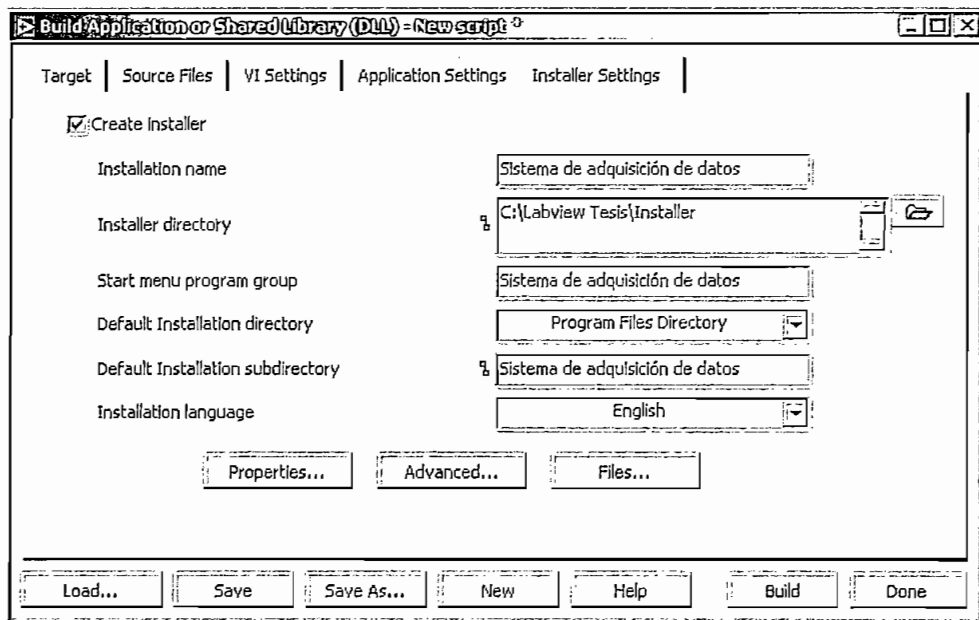 Build Application or Shared Library (DLL) - New script *
Target Source Files VI Settings Application Settings Installer Settings
Create installer
Installation name Sistema de adquisición de datos
Installer directory C:\Labview Tesis\Installer
Start menu program group Sistema de adquisición de datos
Default Installation directory Program Files Directory
Default Installation subdirectory Sistema de adquisición de datos
Installation language English
Properties... Advanced... Files...
Load... Save Save As... New Help Build Done